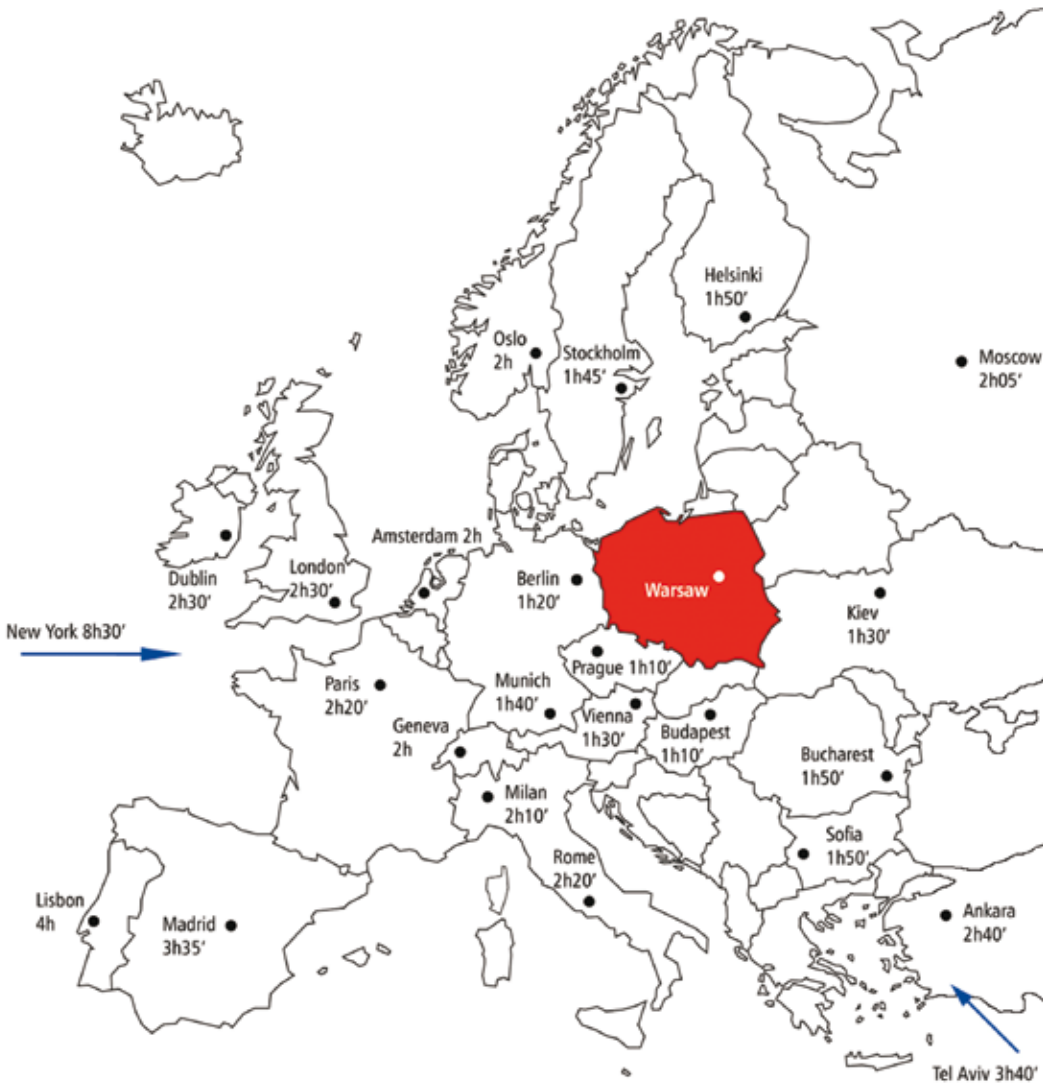 Helsinki
1h50′
Oslo
2h
Stockholm
1h45′
Moscow
2h05′
Amsterdam 2h
Dublin
2h30′
London
2h30′
Berlin
1h20′
Warsaw
Kiev
1h30′
New York 8h30′
Prague 1h10′
Paris
2h20′
Munich
1h40′
Vienna
1h30′
Budapest
1h10′
Geneva
2h
Bucharest
1h50′
Milan
2h10′
Sofia
1h50′
Rome
2h20′
Lisbon
4h
Madrid
3h35′
Ankara
2h40′
Tel Aviv 3h40′